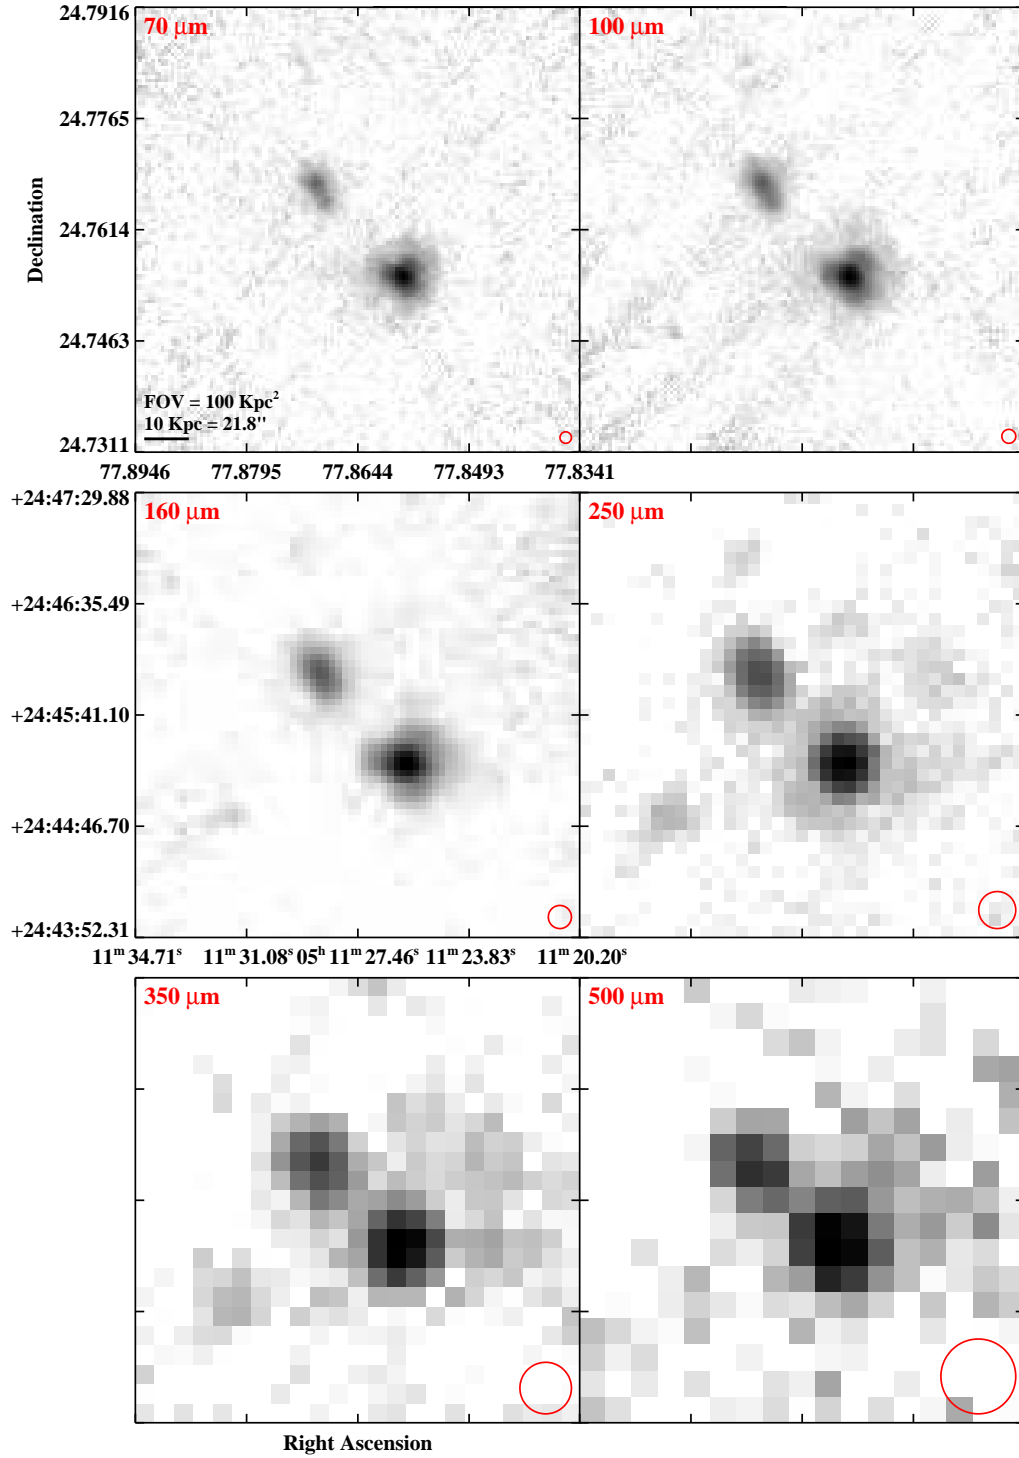 24.7916
70 μm
100 μm
24.7765
24.7614
24.7463
24.7311
Declination
FOV = 100 Kpc²
10 Kpc = 21.8"
77.8946 77.8795 77.8644 77.8493 77.8341
+24:47:29.88
160 μm
250 μm
+24:46:35.49
+24:45:41.10
+24:44:46.70
+24:43:52.31
11ᵐ 34.71ˢ 11ᵐ 31.08ˢ 05ʰ 11ᵐ 27.46ˢ 11ᵐ 23.83ˢ 11ᵐ 20.20ˢ
350 μm
500 μm
Right Ascension